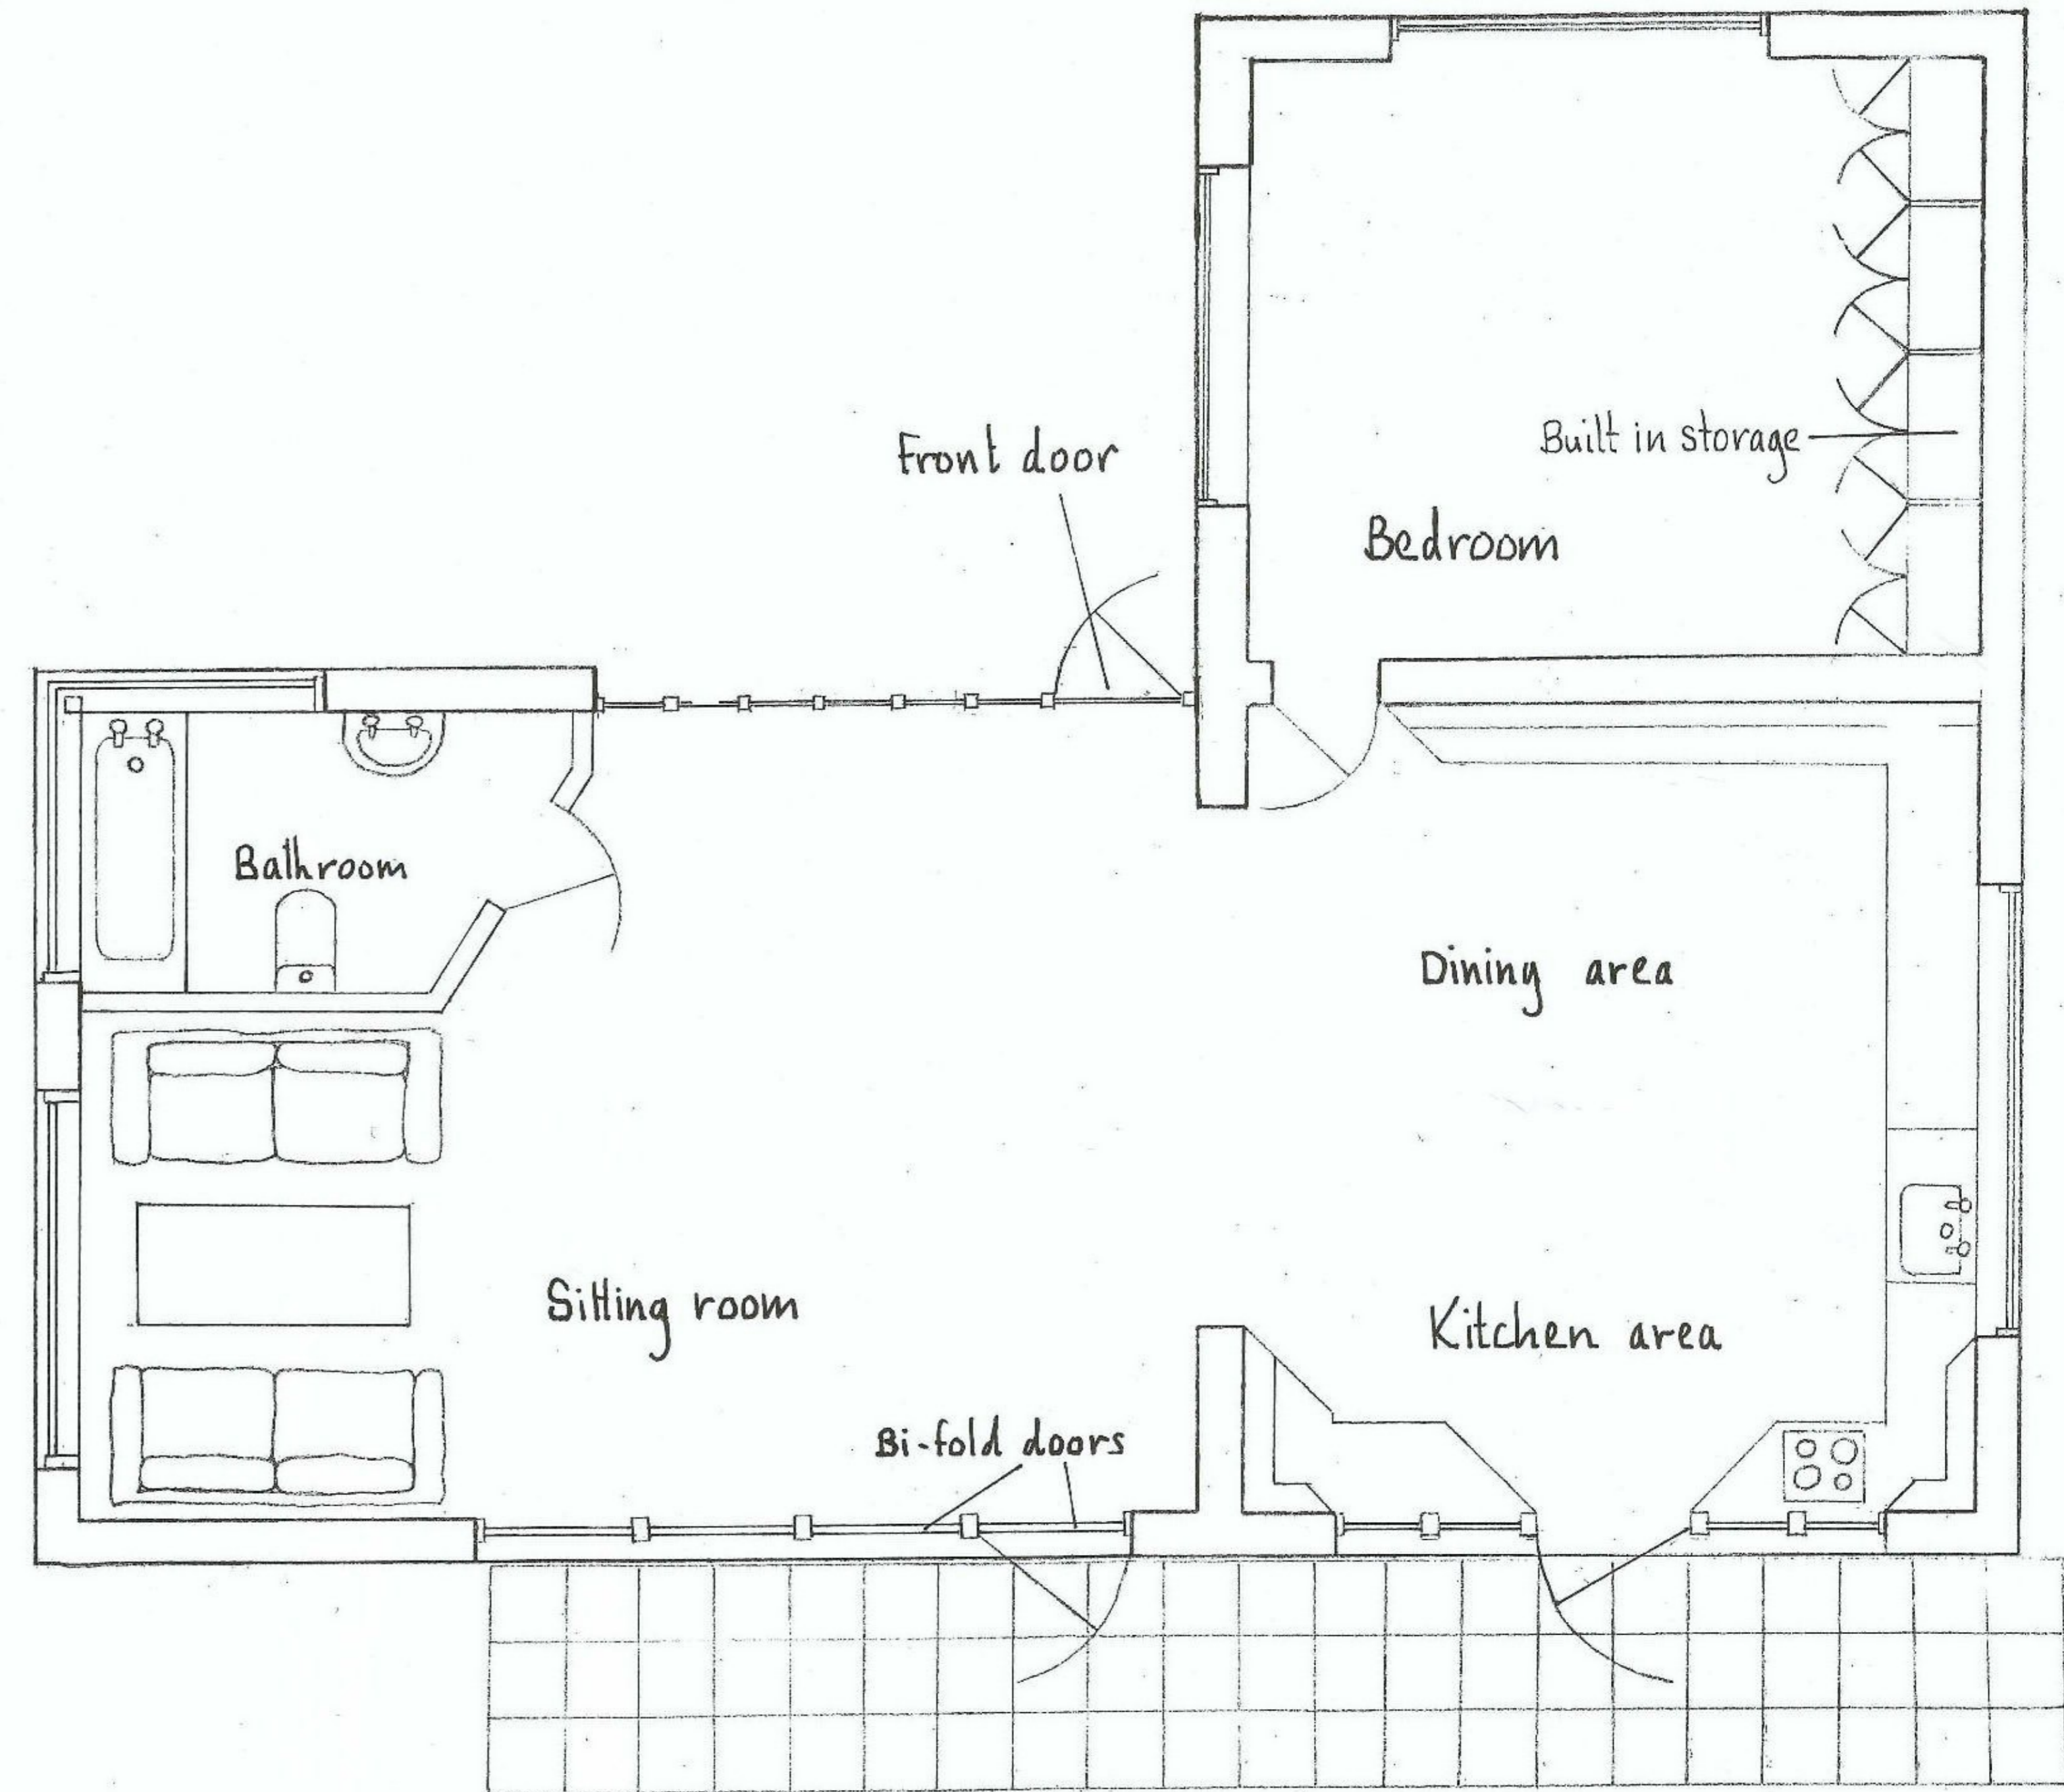 Front door
Built in storage
Bedroom
Bathroom
Dining area
Sitting room
Kitchen area
Bi-fold doors